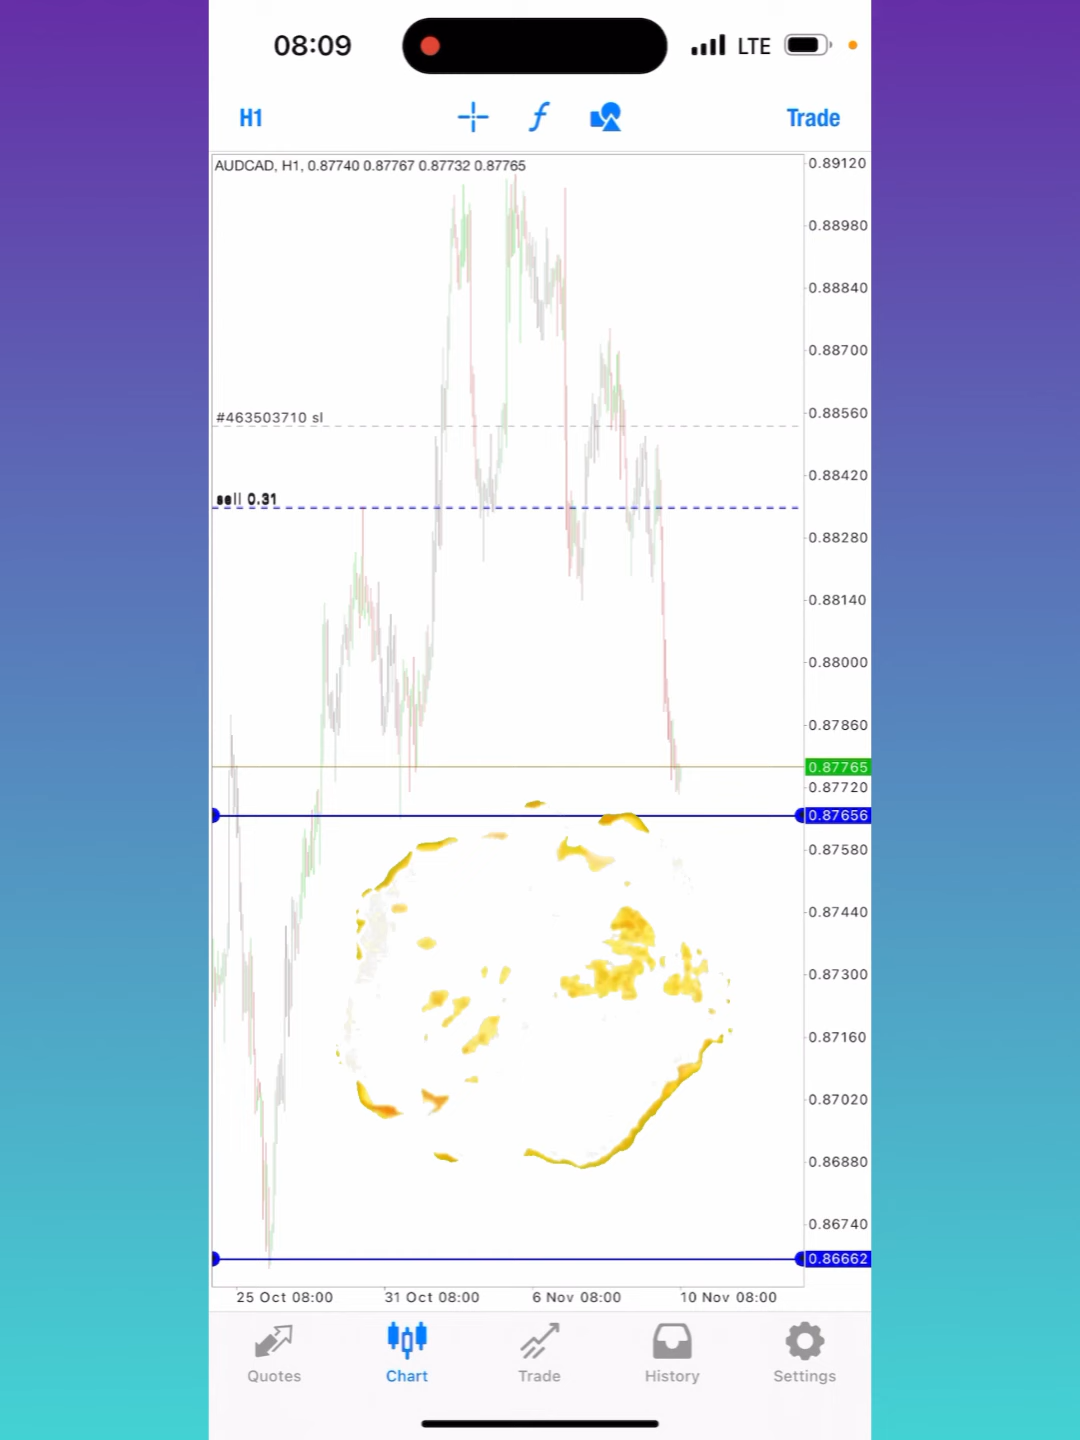 08:09
LTE
H1
Trade
AUDCAD, H1, 0.87740 0.87767 0.87732 0.87765
0.89120
0.88980
0.88840
0.88700
#463503710 sl
0.88560
0.88420
sell 0.31
0.88280
0.88140
0.88000
0.87860
0.87765
0.87720
0.87656
0.87580
0.87440
0.87300
0.87160
0.87020
0.86880
0.86740
0.86662
25 Oct 08:00 31 Oct 08:00 6 Nov 08:00 10 Nov 08:00
Quotes Chart Trade History Settings